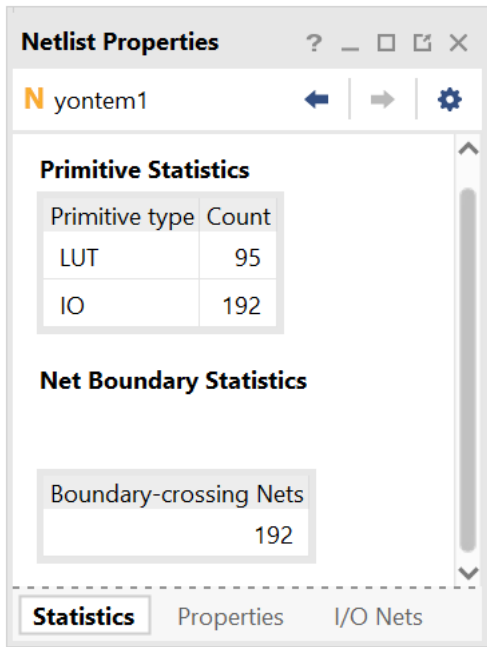 Netlist Properties ?
N yontem1
Primitive Statistics
Primitive type Count
LUT 95
IO 192
Net Boundary Statistics
Boundary-crossing Nets
192
Statistics Properties I/O Nets